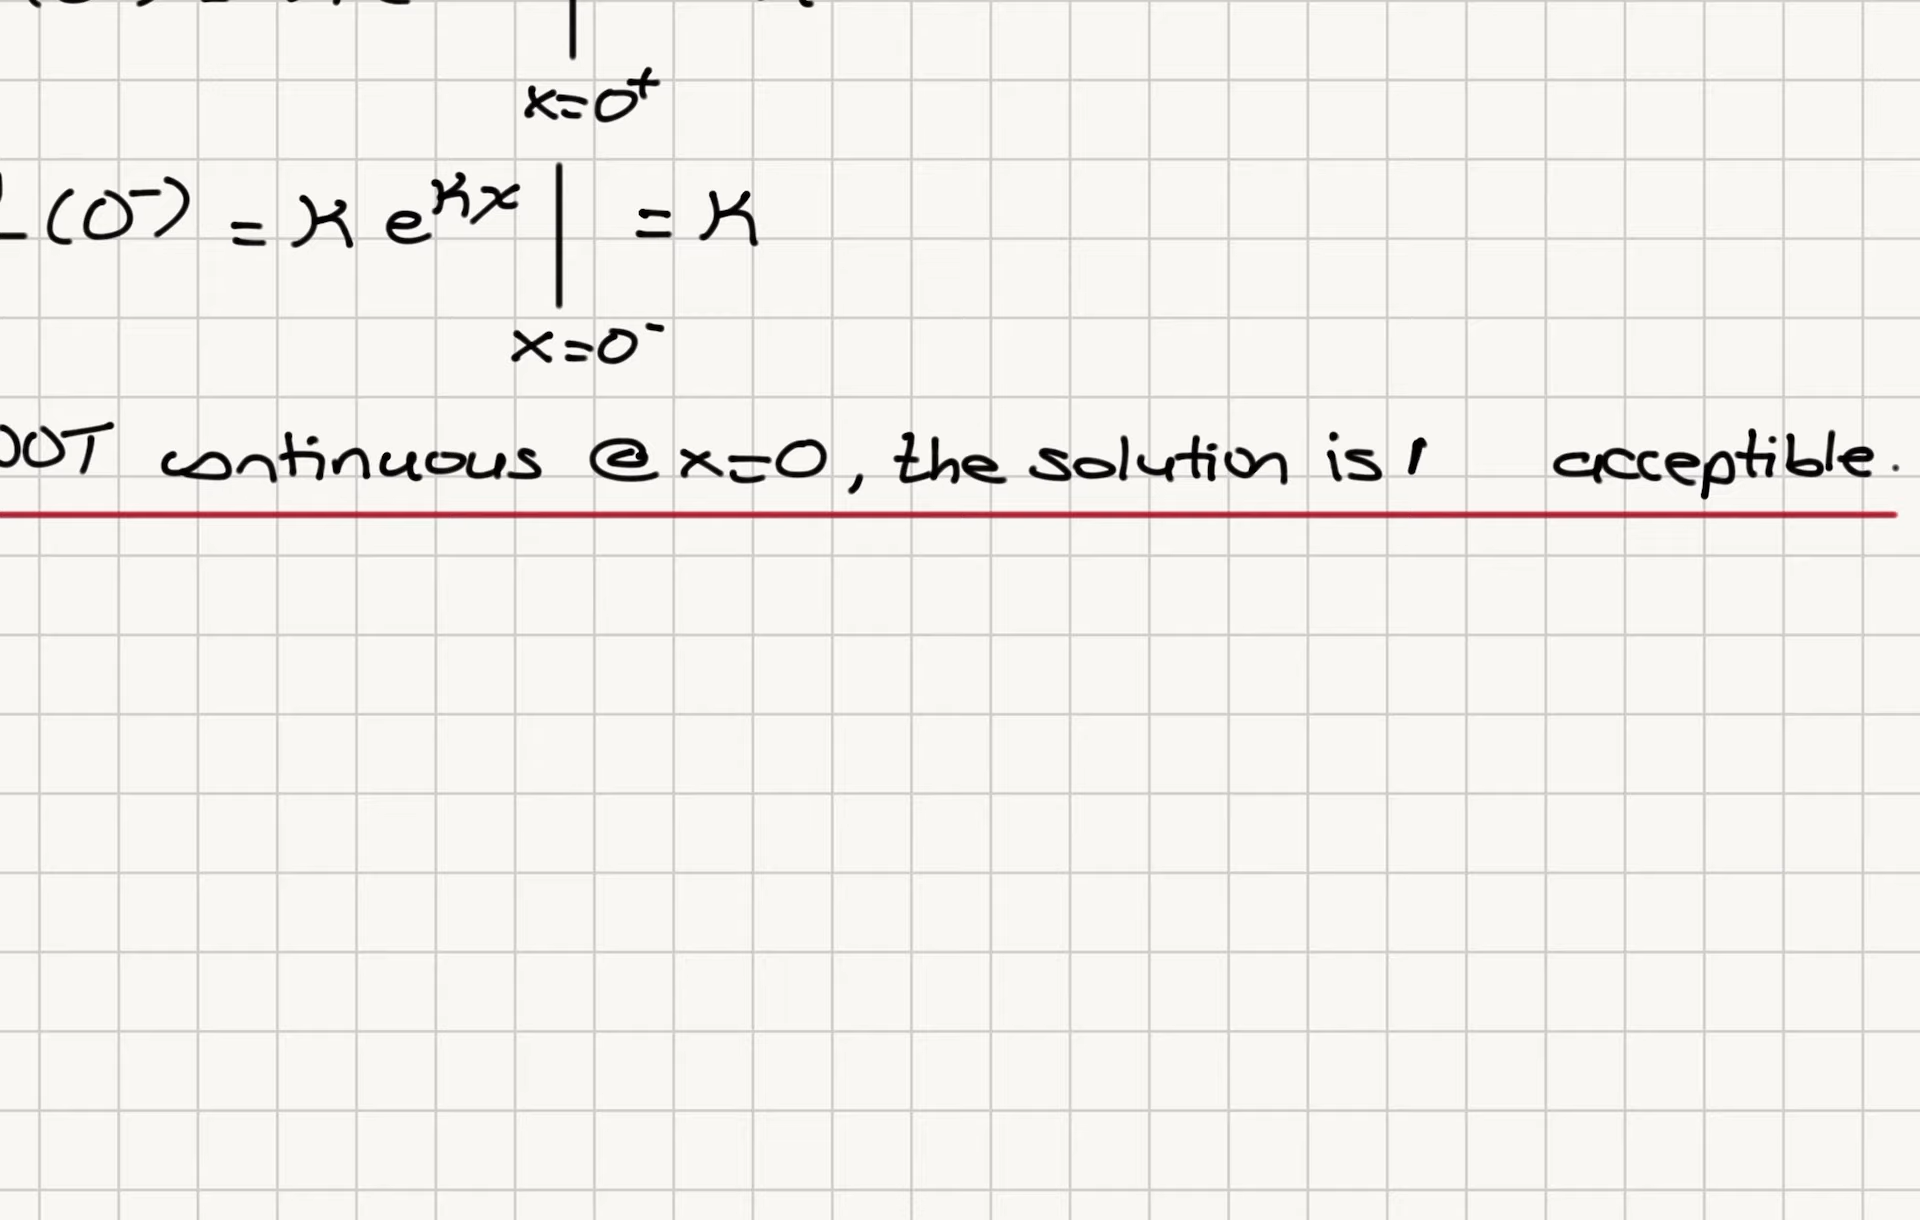 x=0⁺
(0⁻) = K e^{Kx} | = K
x=0⁻
continuous @ x=0, the solution is acceptible.